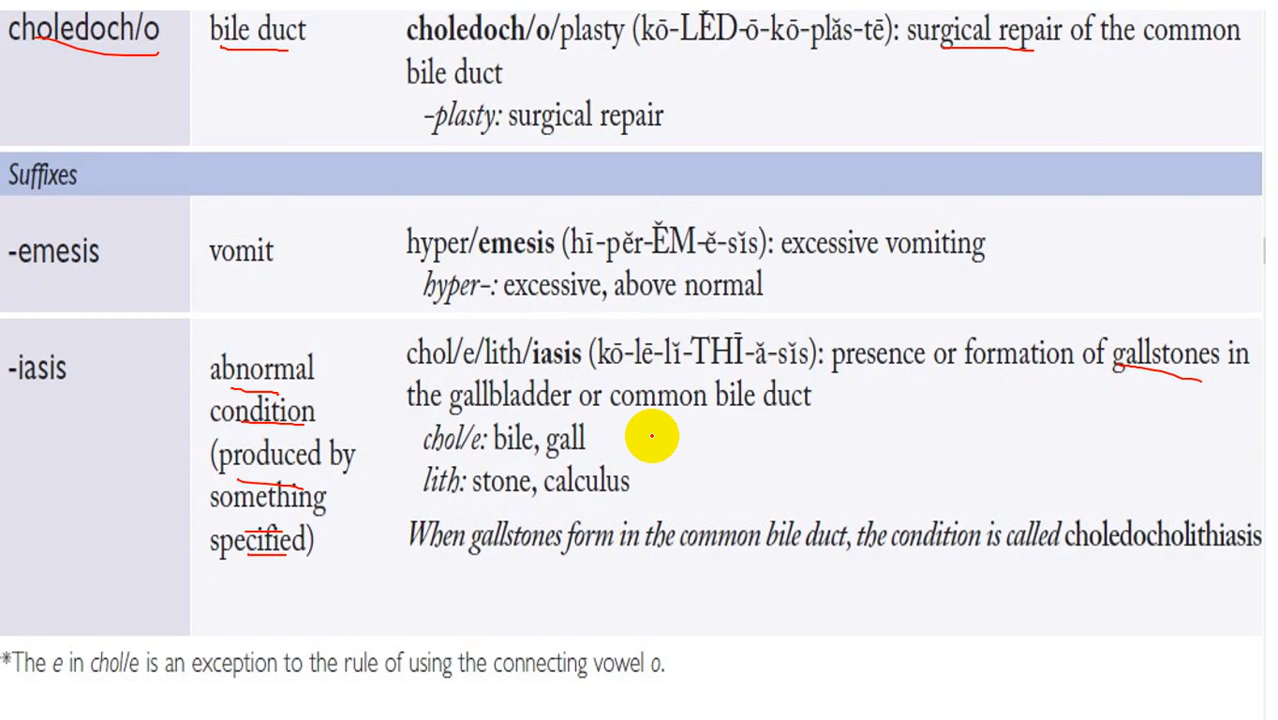 choledoch/o
bile duct
choledoch/o/plasty (kō-LĔD-ō-kō-plăs-tē): surgical repair of the common
bile duct
-plasty: surgical repair
Suffixes
-emesis
vomit
hyper/emesis (hī-pĕr-ĔM-ĕ-sĭs): excessive vomiting
hyper-: excessive, above normal
-iasis
abnormal
condition
(produced by
something
specified)
chol/e/lith/iasis (kō-lē-lĭ-THĪ-ă-sĭs): presence or formation of gallstones in
the gallbladder or common bile duct
chol/e: bile, gall
lith: stone, calculus
When gallstones form in the common bile duct, the condition is called choledocholithiasis
*The e in chol/e is an exception to the rule of using the connecting vowel o.